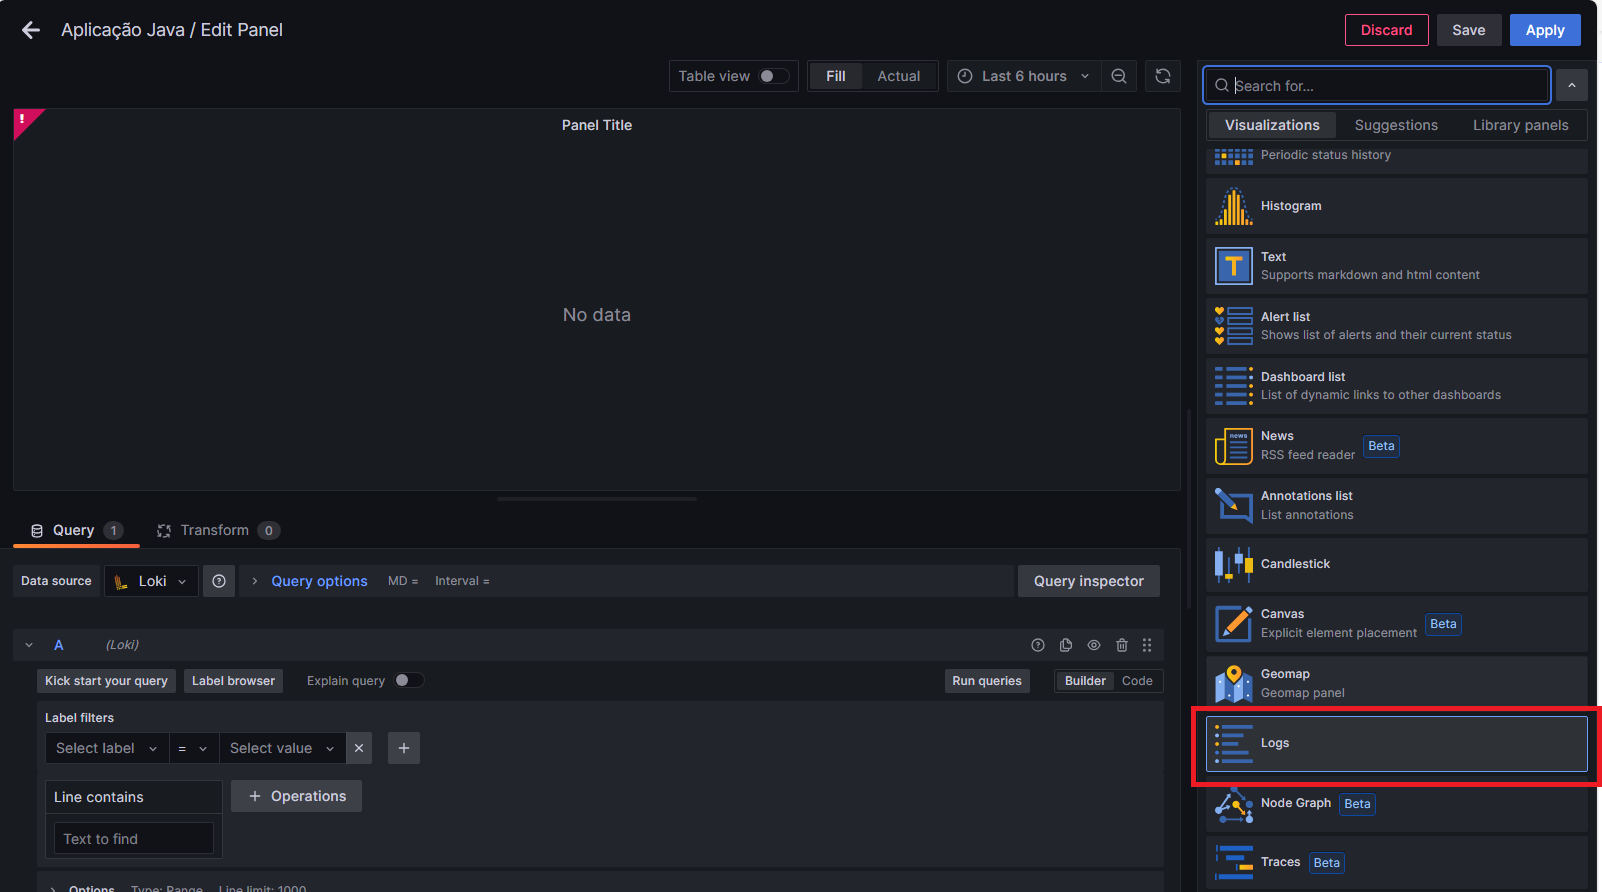 Aplicação Java / Edit Panel
Discard
Save
Apply
Table view
Fill
Actual
Last 6 hours
Search for...
Visualizations
Suggestions
Library panels
!
Panel Title
No data
Periodic status history
Histogram
T
Text
Supports markdown and html content
Alert list
Shows list of alerts and their current status
Dashboard list
List of dynamic links to other dashboards
news
News
RSS feed reader
Beta
Annotations list
List annotations
Candlestick
Canvas
Explicit element placement
Beta
Geomap
Geomap panel
Logs
Node Graph
Beta
Traces
Beta
Query
1
Transform
0
Data source
Loki
Query options
MD =
Interval =
Query inspector
A
(Loki)
Kick start your query
Label browser
Explain query
Run queries
Builder
Code
Label filters
Select label
=
Select value
Line contains
+ Operations
Text to find
Options
Type: Range
Line limit: 1000